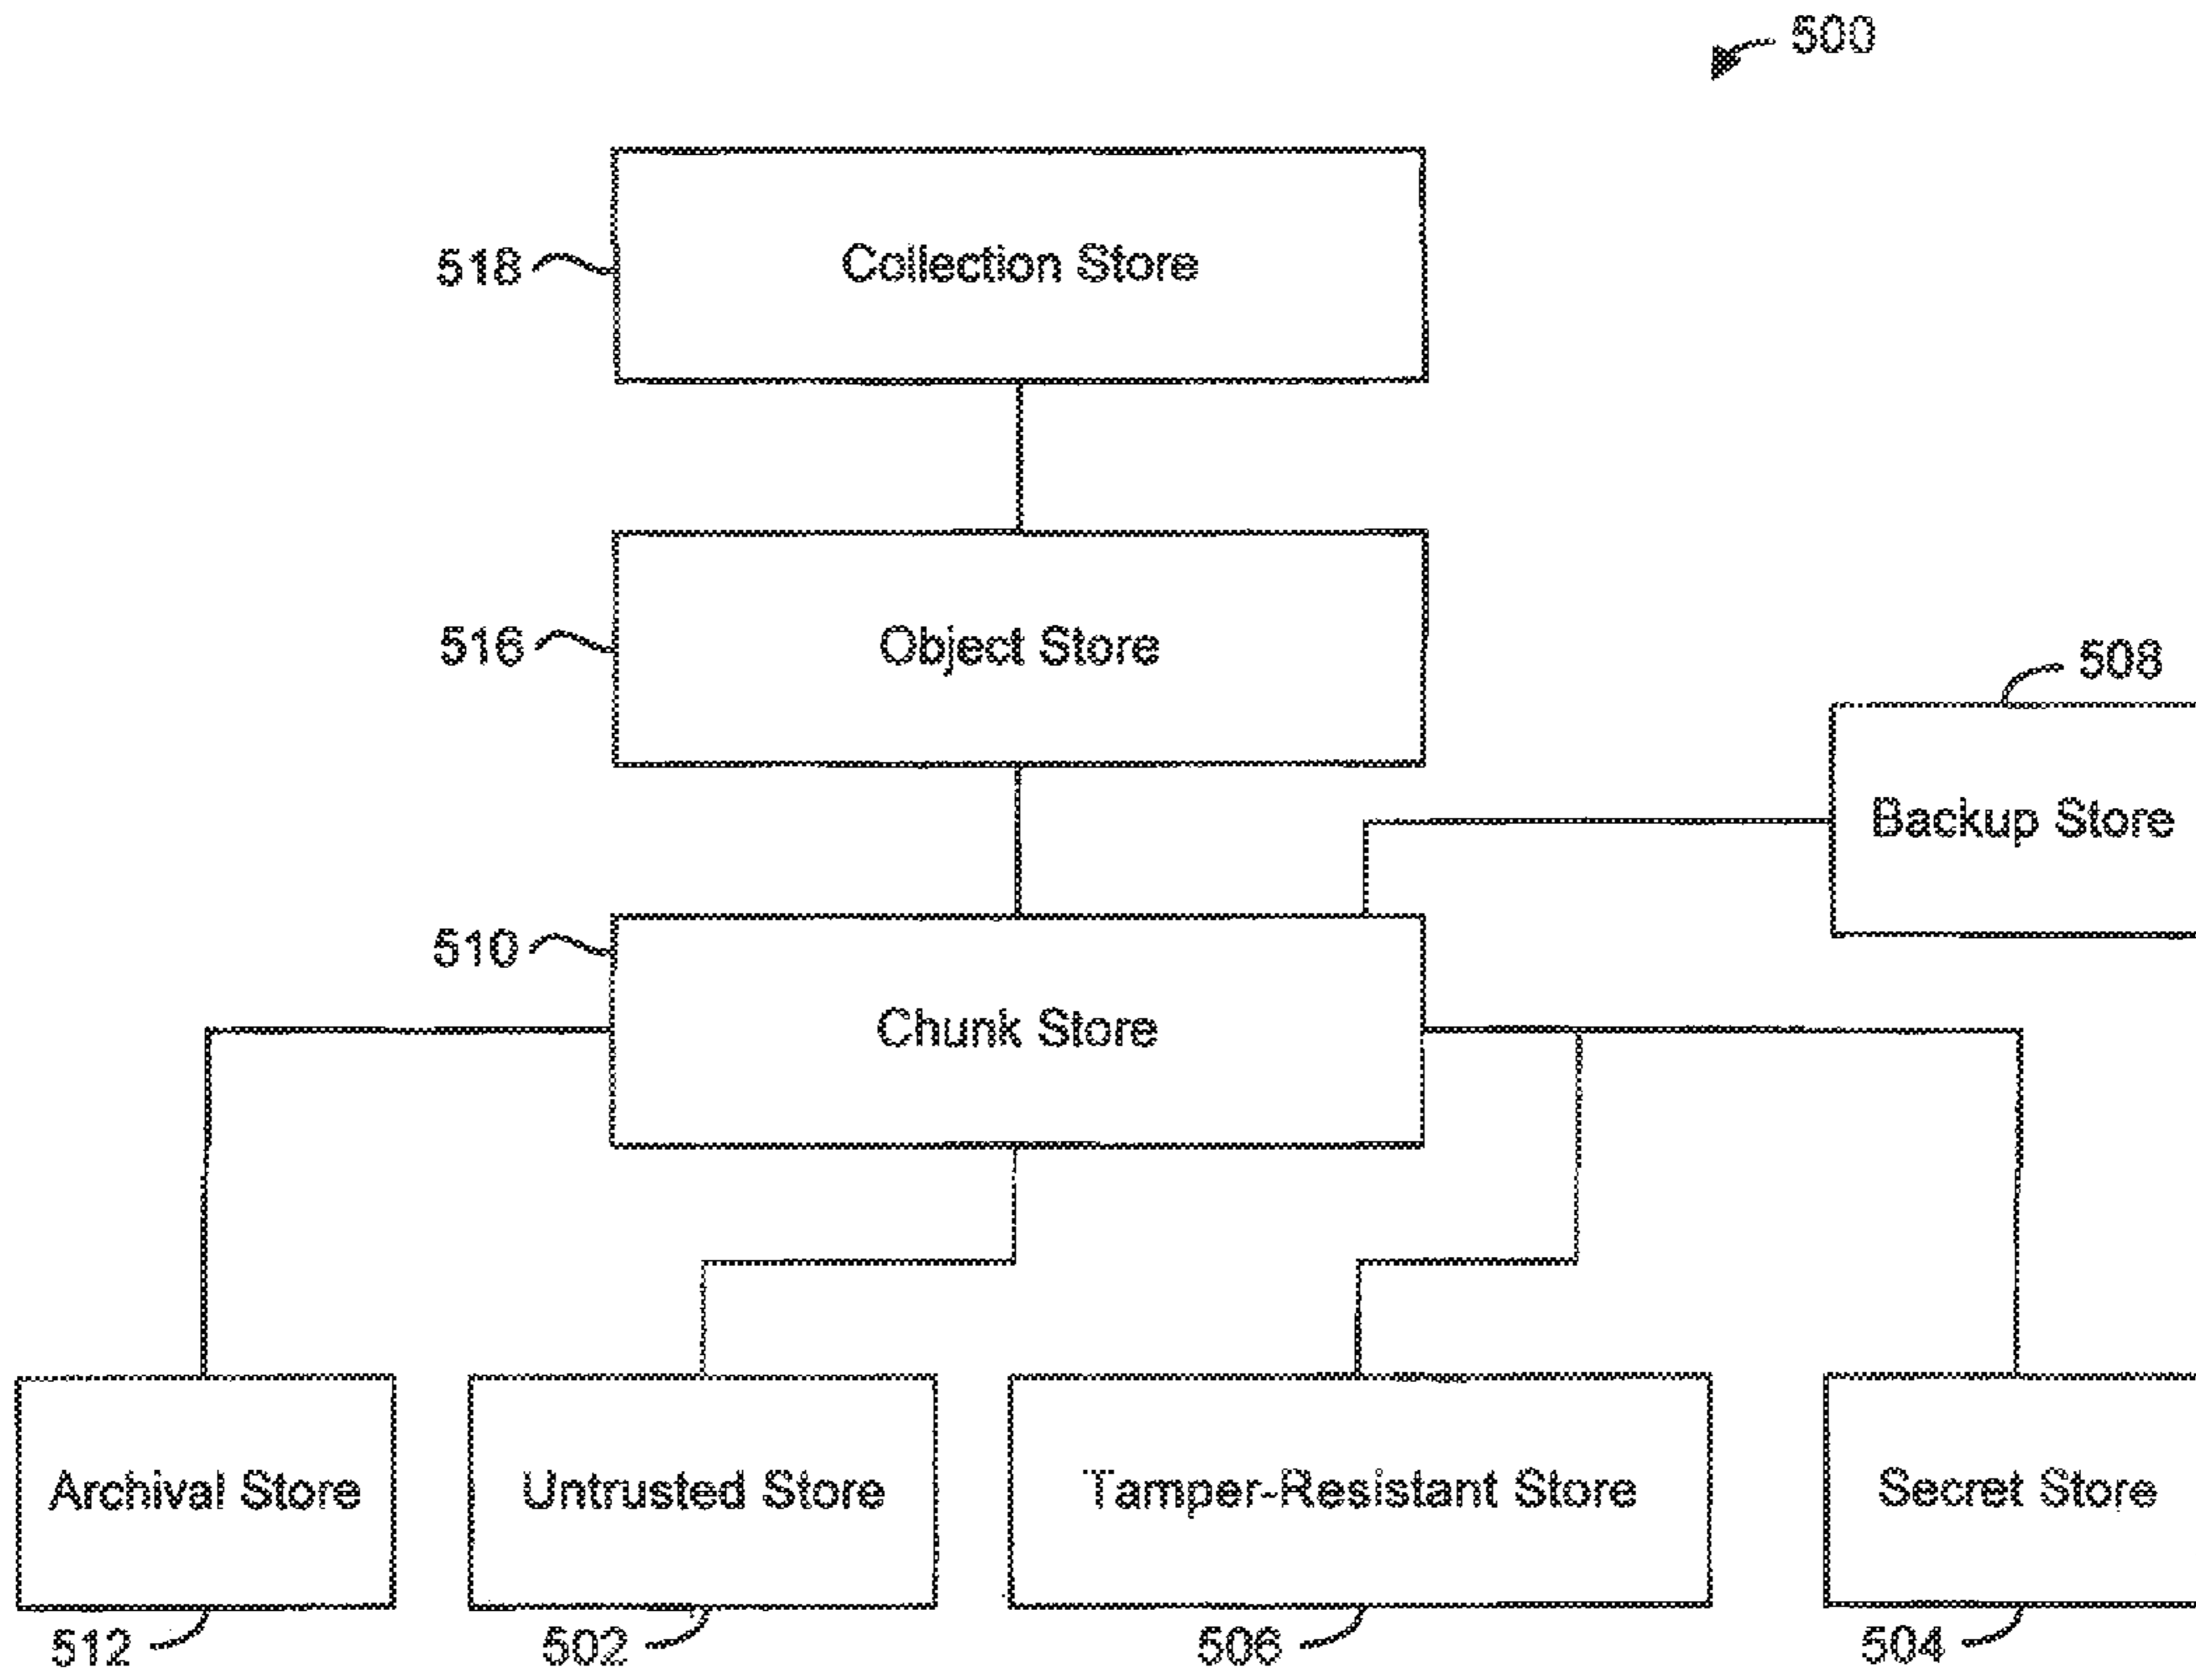 500
Collection Store
518
Object Store
516
508
Backup Store
510
Chunk Store
Archival Store
Untrusted Store
Tamper-Resistant Store
Secret Store
512
502
506
504